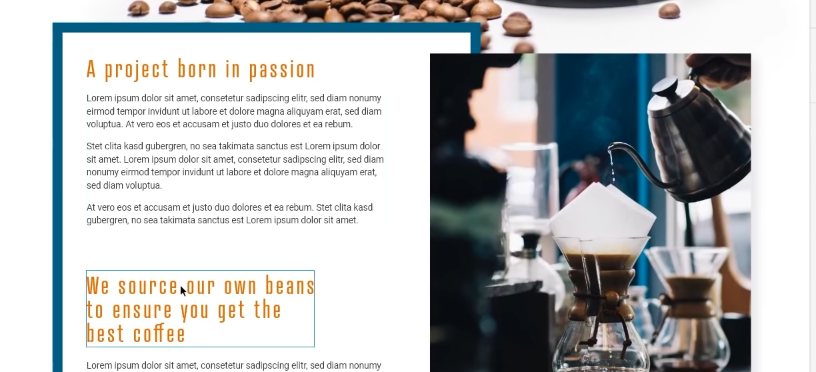 A project born in passion
Lorem ipsum dolor sit amet, consetetur sadipscing elitr, sed diam nonumy
eirmod tempor invidunt ut labore et dolore magna aliquyam erat, sed diam
voluptua. At vero eos et accusam et justo duo dolores et ea rebum.
Stet clita kasd gubergren, no sea takimata sanctus est Lorem ipsum dolor
sit amet. Lorem ipsum dolor sit amet, consetetur sadipscing elitr, sed diam
nonumy eirmod tempor invidunt ut labore et dolore magna aliquyam erat,
sed diam voluptua.
At vero eos et accusam et justo duo dolores et ea rebum. Stet clita kasd
gubergren, no sea takimata sanctus est Lorem ipsum dolor sit amet.
We source our own beans
to ensure you get the
best coffee
Lorem ipsum dolor sit amet, consetetur sadipscing elitr, sed diam nonumy